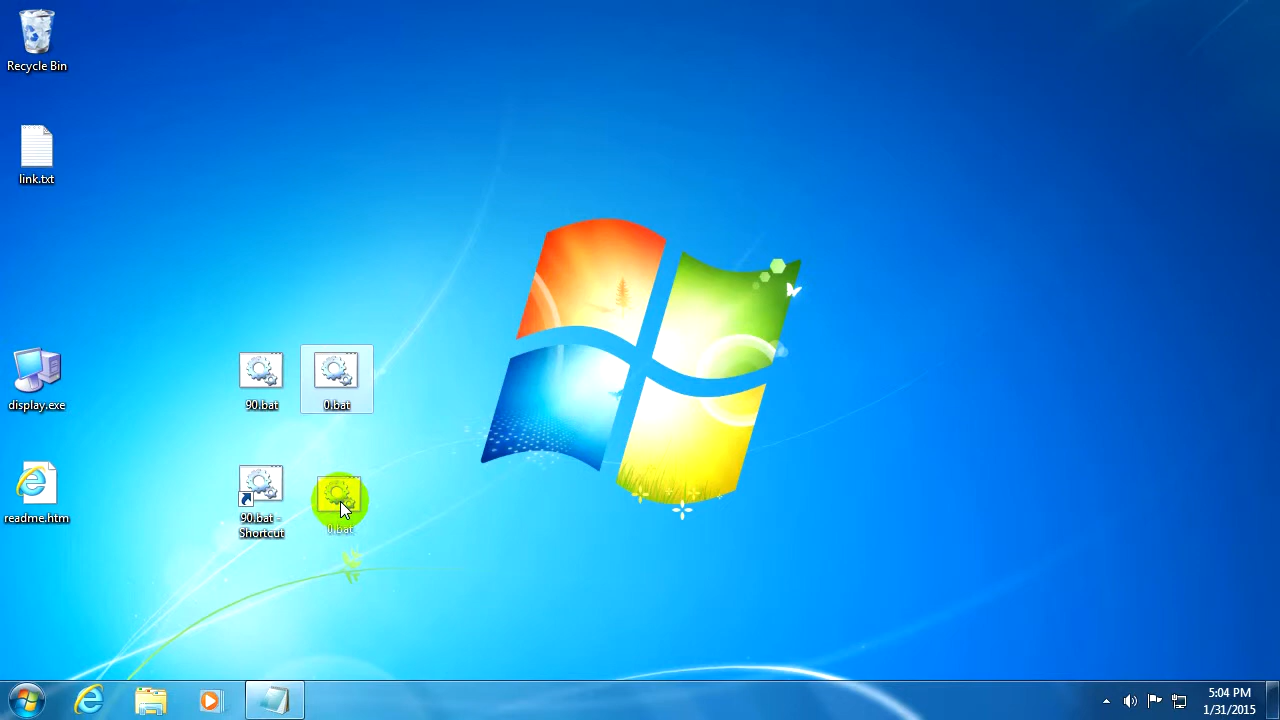 Recycle Bin
link.txt
display.exe
90.bat
0.bat
readme.htm
90.bat -
Shortcut
0.bat
5:04 PM
1/31/2015